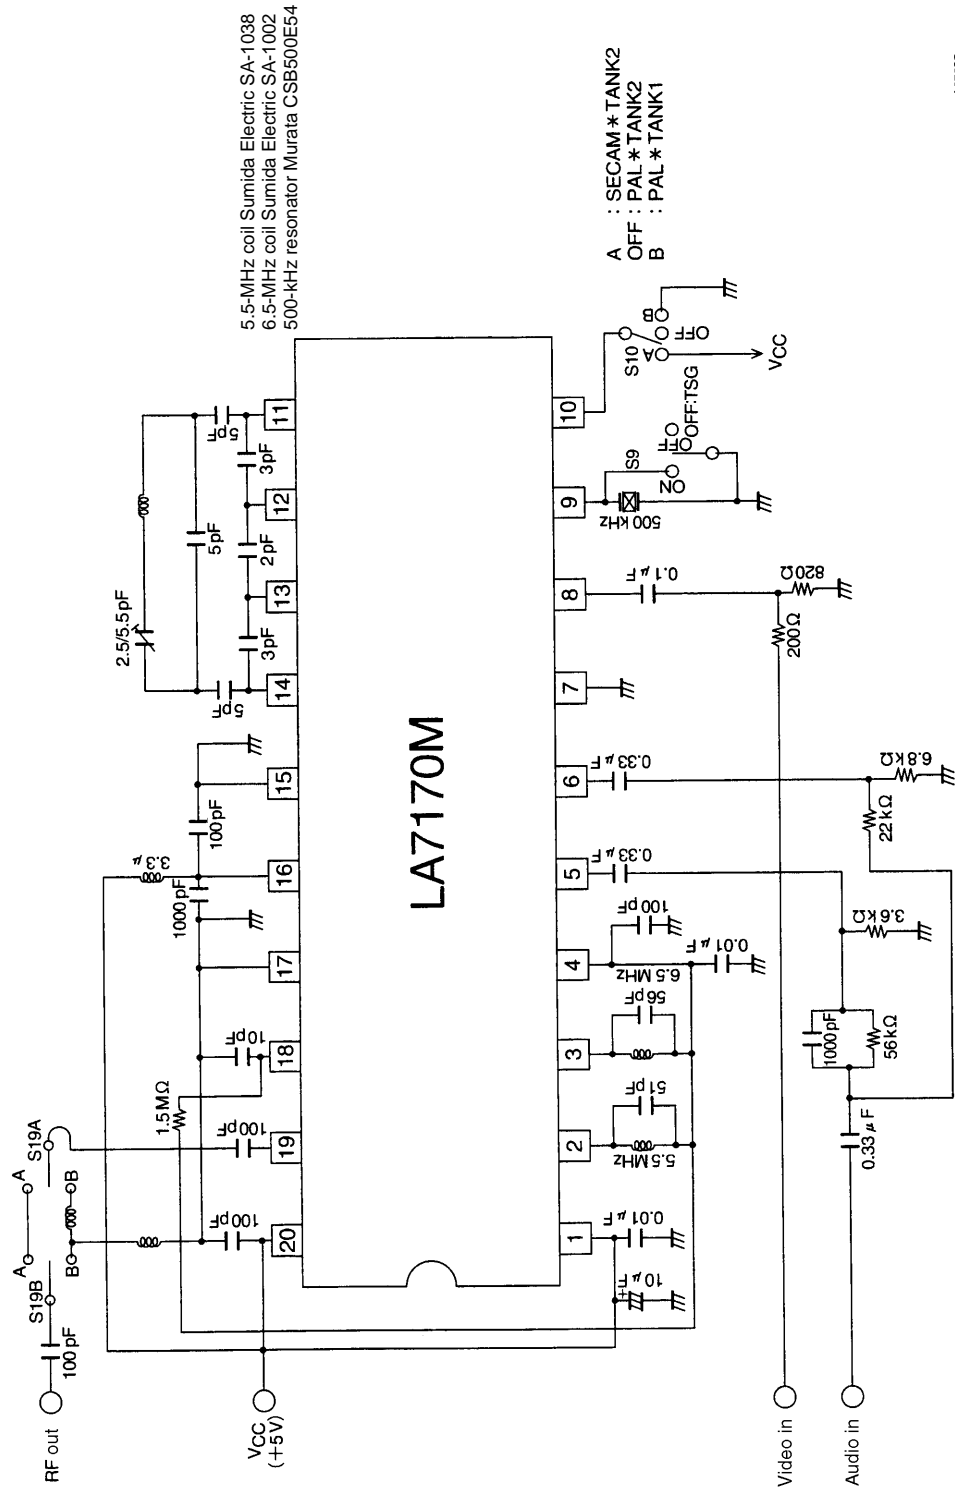 5.5-MHz coil Sumida Electric SA-1038
6.5-MHz coil Sumida Electric SA-1002
500-kHz resonator Murata CSB500E54
RF out
100pF
S19B
A
B
A
B
S19A
100pF
1.5MΩ
10pF
1000pF
3.3μ
100pF
5pF
2.5/5.5pF
5pF
3pF
2pF
3pF
5pF
100pF
20
19
18
17
16
15
14
13
12
11
LA7170M
1
2
3
4
5
6
7
8
9
10
VCC
(+5V)
10μF
+
0.01μF
5.5MHz
51pF
56pF
6.5MHz
100pF
0.01μF
0.33μF
0.33μF
0.1μF
500kHz
S9
ON
OFF
OFF:TSG
S10
A
OFF
B
VCC
A : SECAM*TANK2
OFF : PAL*TANK2
B : PAL*TANK1
Video in
200Ω
820Ω
Audio in
0.33μF
1000pF
56kΩ
3.6kΩ
22kΩ
6.8kΩ